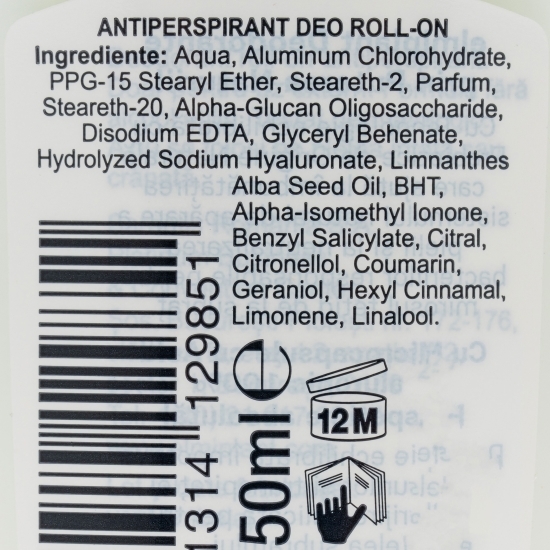 ANTIPERSPIRANT DEO ROLL-ON
Ingrediente: Aqua, Aluminum Chlorohydrate,
PPG-15 Stearyl Ether, Steareth-2, Parfum,
Steareth-20, Alpha-Glucan Oligosaccharide,
Disodium EDTA, Glyceryl Behenate,
Hydrolyzed Sodium Hyaluronate, Limnanthes
Alba Seed Oil, BHT,
Alpha-Isomethyl Ionone,
Benzyl Salicylate, Citral,
Citronellol, Coumarin,
Geraniol, Hexyl Cinnamal,
Limonene, Linalool.
1314 129851
50ml e
12M